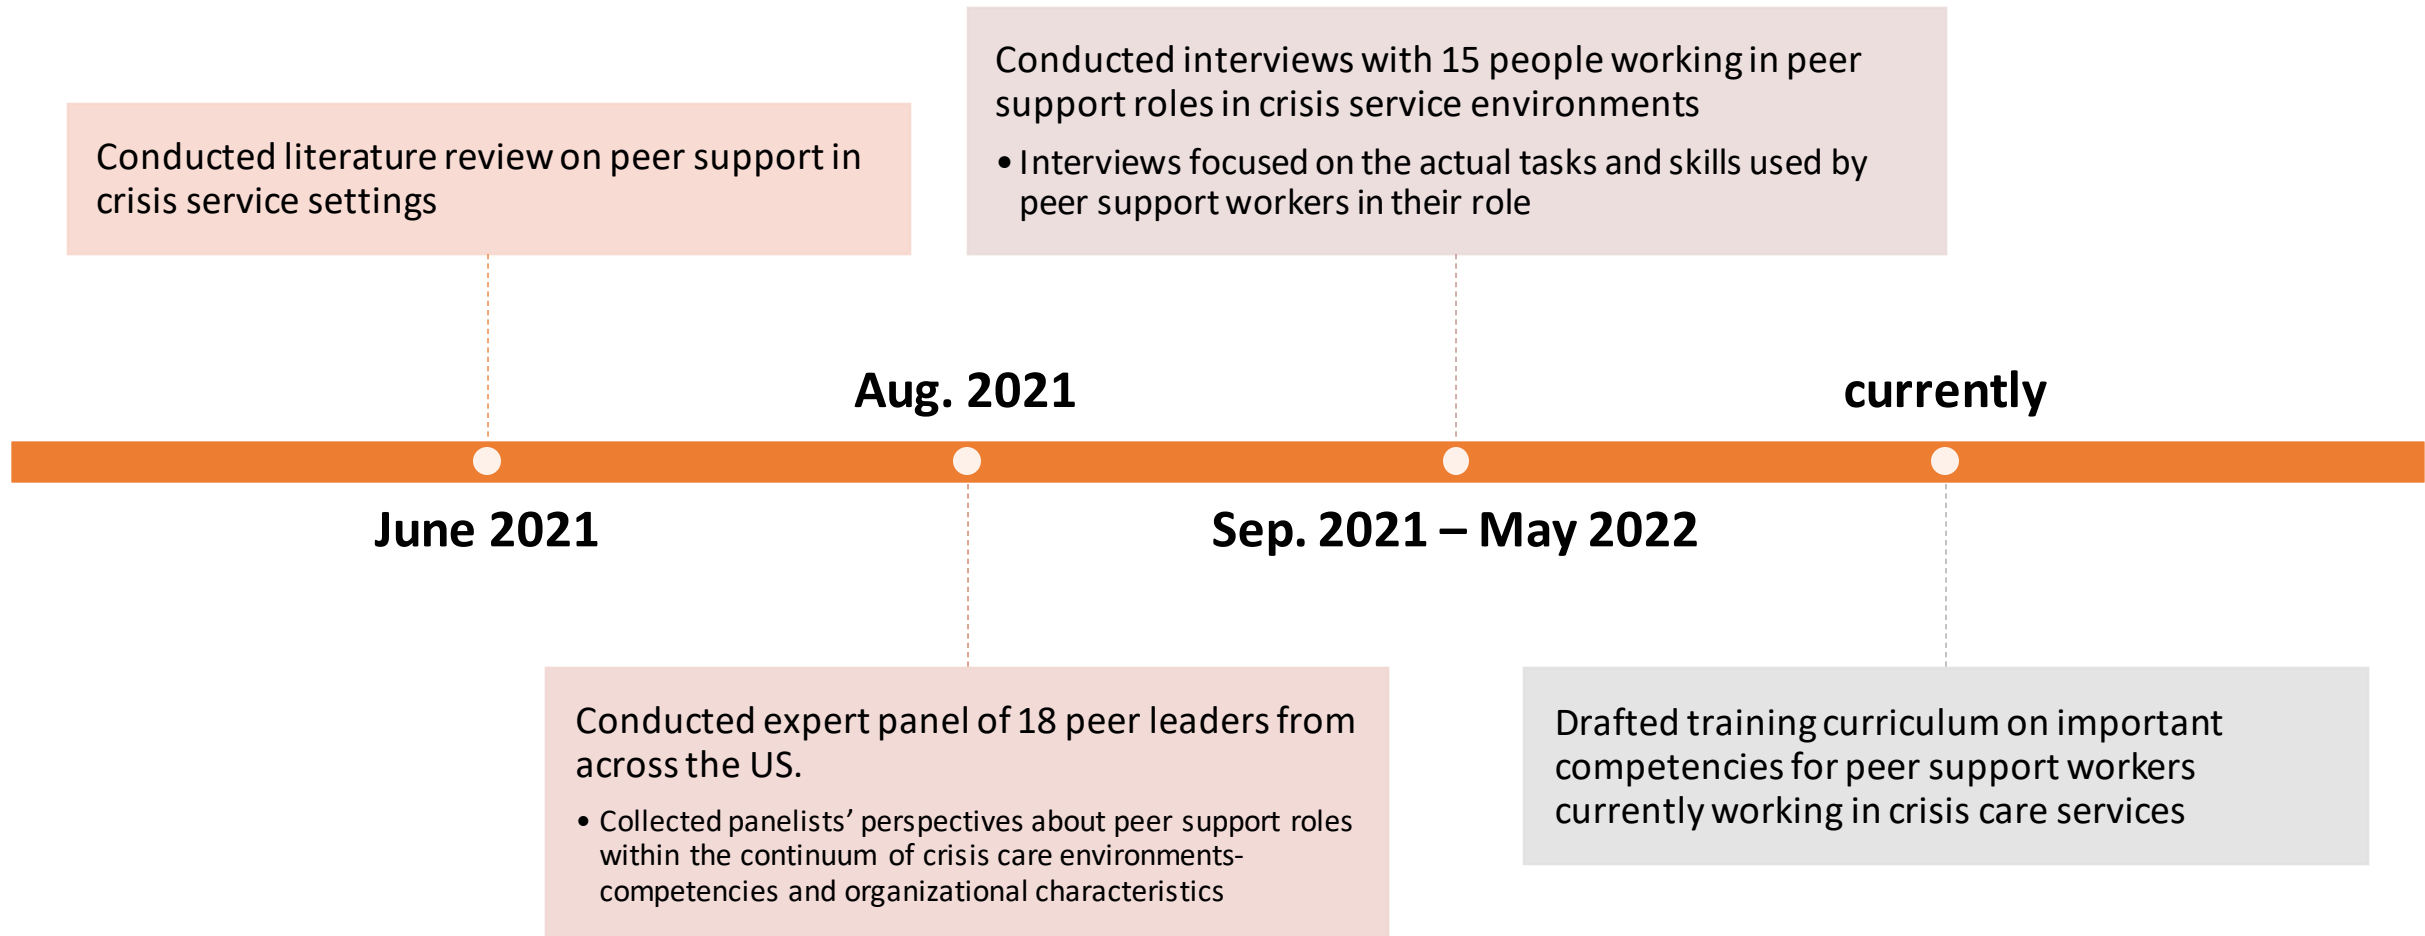 Conducted literature review on peer support in
crisis service settings
June 2021
Aug. 2021
Conducted expert panel of 18 peer leaders from
across the US.
• Collected panelists’ perspectives about peer support roles
within the continuum of crisis care environments-
competencies and organizational characteristics
Conducted interviews with 15 people working in peer
support roles in crisis service environments
• Interviews focused on the actual tasks and skills used by
peer support workers in their role
Sep. 2021 – May 2022
currently
Drafted training curriculum on important
competencies for peer support workers
currently working in crisis care services